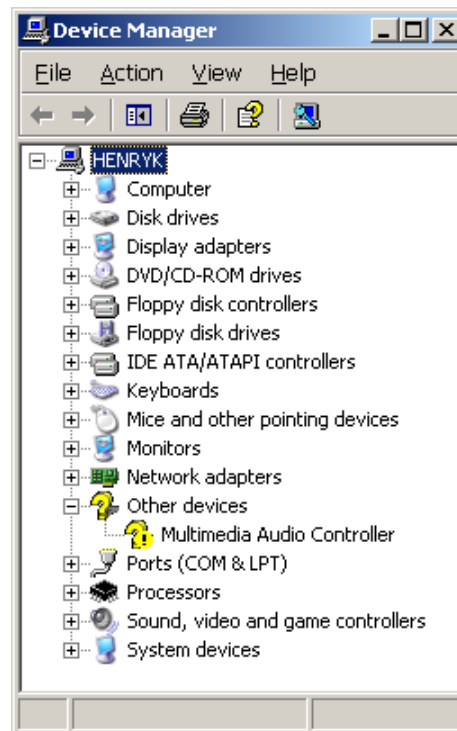 Device Manager
File Action View Help
HENRYK
Computer
Disk drives
Display adapters
DVD/CD-ROM drives
Floppy disk controllers
Floppy disk drives
IDE ATA/ATAPI controllers
Keyboards
Mice and other pointing devices
Monitors
Network adapters
Other devices
Multimedia Audio Controller
Ports (COM & LPT)
Processors
Sound, video and game controllers
System devices